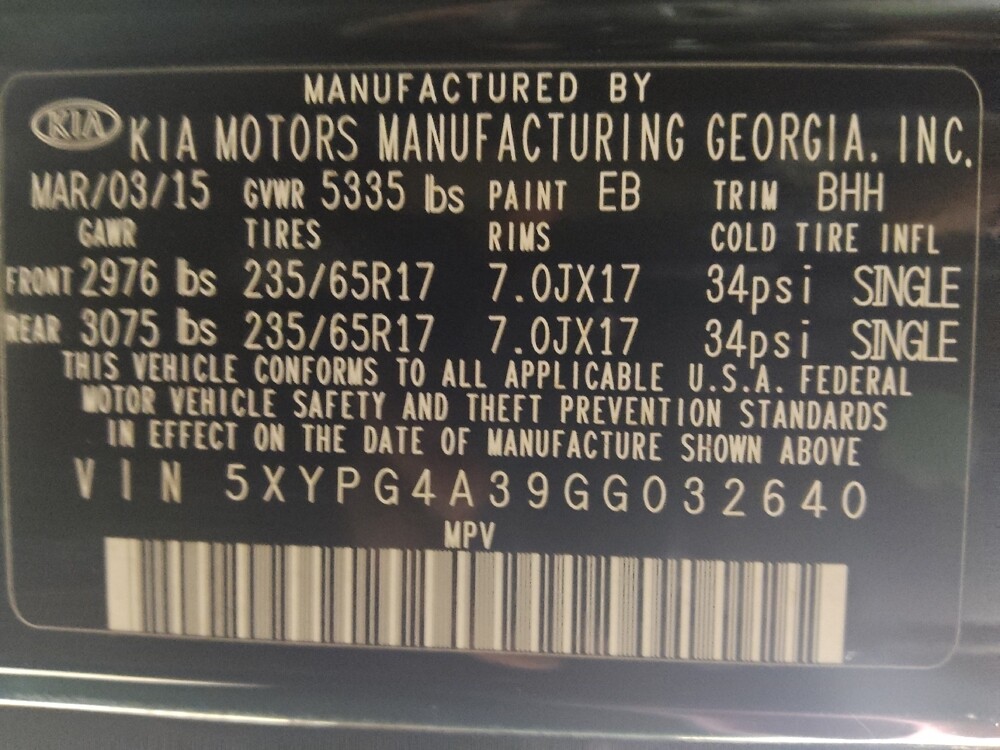 MANUFACTURED BY
KIA KIA MOTORS MANUFACTURING GEORGIA, INC.
MAR/03/15 GVWR 5335 lbs PAINT EB TRIM BHH
GAWR TIRES RIMS COLD TIRE INFL
FRONT 2976 lbs 235/65R17 7.0JX17 34psi SINGLE
REAR 3075 lbs 235/65R17 7.0JX17 34psi SINGLE
THIS VEHICLE CONFORMS TO ALL APPLICABLE U.S.A. FEDERAL
MOTOR VEHICLE SAFETY AND THEFT PREVENTION STANDARDS
IN EFFECT ON THE DATE OF MANUFACTURE SHOWN ABOVE
VIN 5XYPG4A39GG032640
MPV